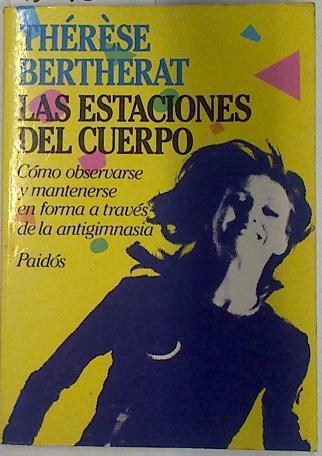 THÉRÈSE
BERTHERAT
LAS ESTACIONES
DEL CUERPO
Cómo observarse
y mantenerse
en forma a través
de la antigimnasia
Paidós